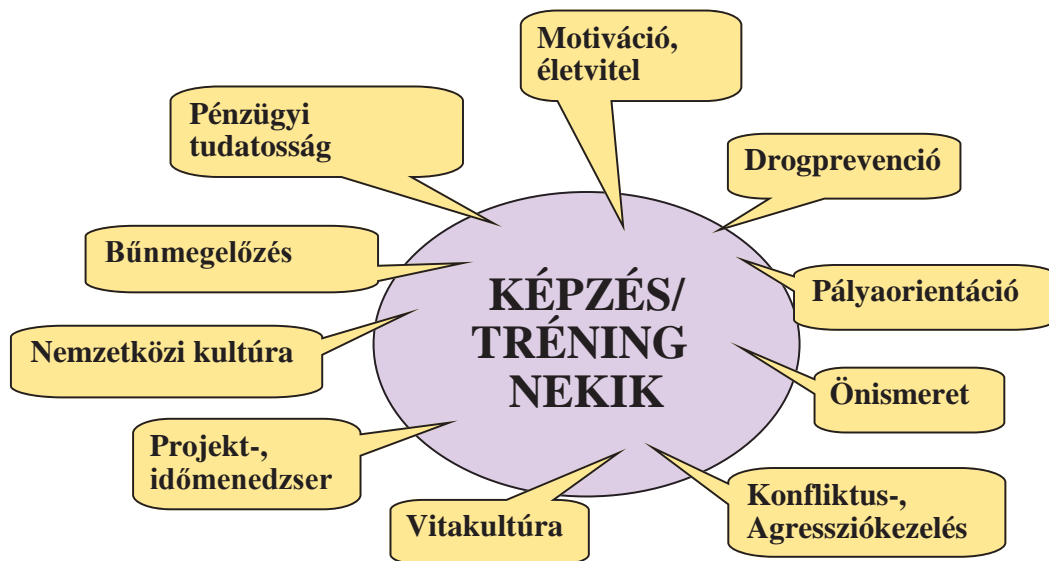 Motiváció,
életvitel
Pénzügyi
tudatosság
Drogprevenció
Bűnmegelőzés
Pályaorientáció
KÉPZÉS/
TRÉNING
NEKIK
Nemzetközi kultúra
Önismeret
Projekt-,
időmenedzser
Vitakultúra
Konfliktus-,
Agressziókezelés